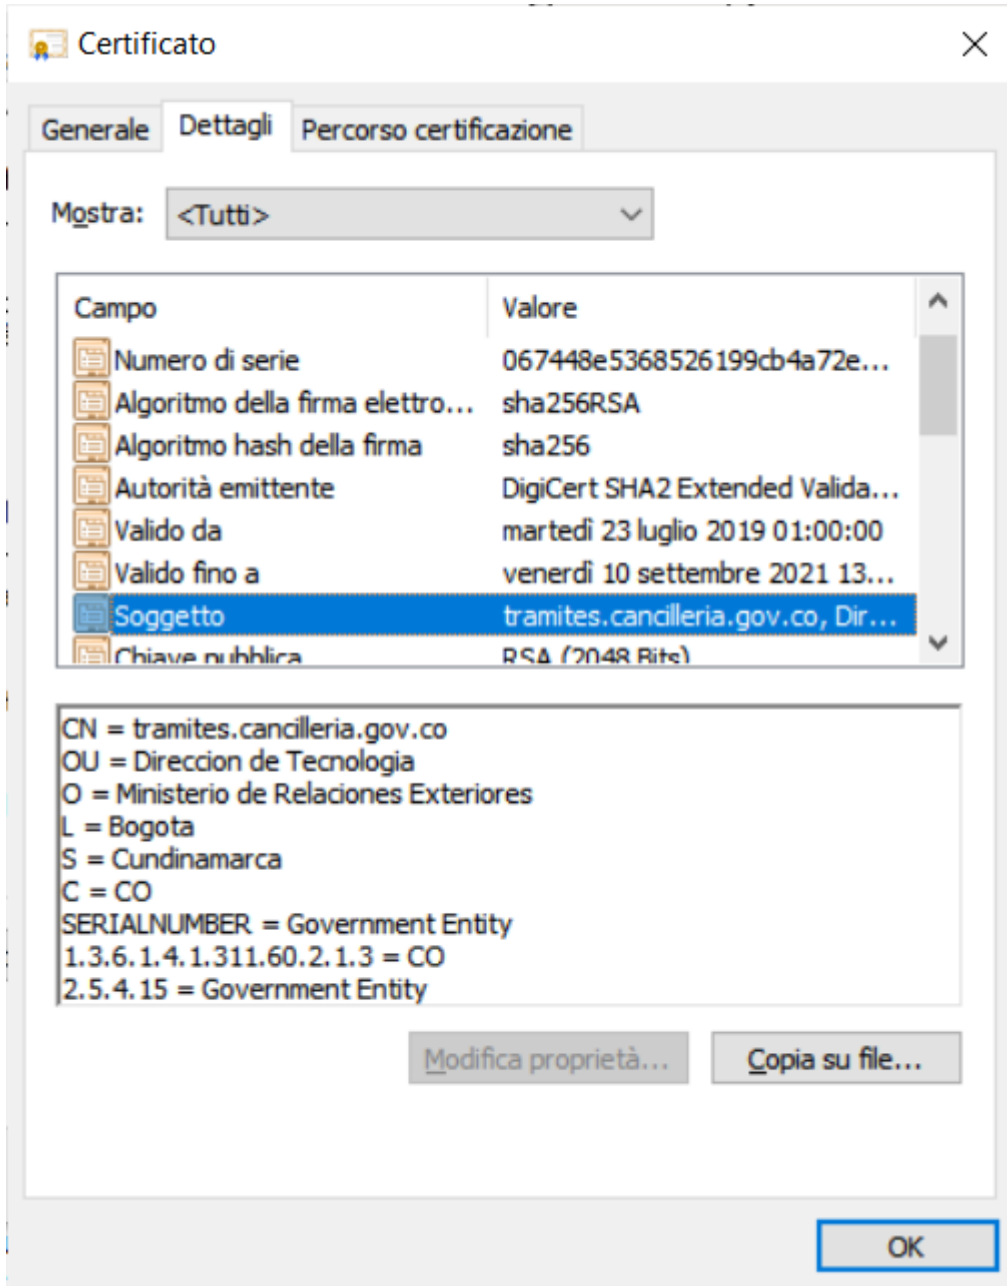 Certificato
Generale Dettagli Percorso certificazione
Mostra: <Tutti>
Campo Valore
Numero di serie 067448e5368526199cb4a72e...
Algoritmo della firma elettro... sha256RSA
Algoritmo hash della firma sha256
Autorità emittente DigiCert SHA2 Extended Valida...
Valido da martedì 23 luglio 2019 01:00:00
Valido fino a venerdì 10 settembre 2021 13...
Soggetto tramites.cancilleria.gov.co, Dir...
Chiave pubblica RSA (2048 Bits)
CN = tramites.cancilleria.gov.co
OU = Direccion de Tecnologia
O = Ministerio de Relaciones Exteriores
L = Bogota
S = Cundinamarca
C = CO
SERIALNUMBER = Government Entity
1.3.6.1.4.1.311.60.2.1.3 = CO
2.5.4.15 = Government Entity
Modifica proprietà... Copia su file...
OK